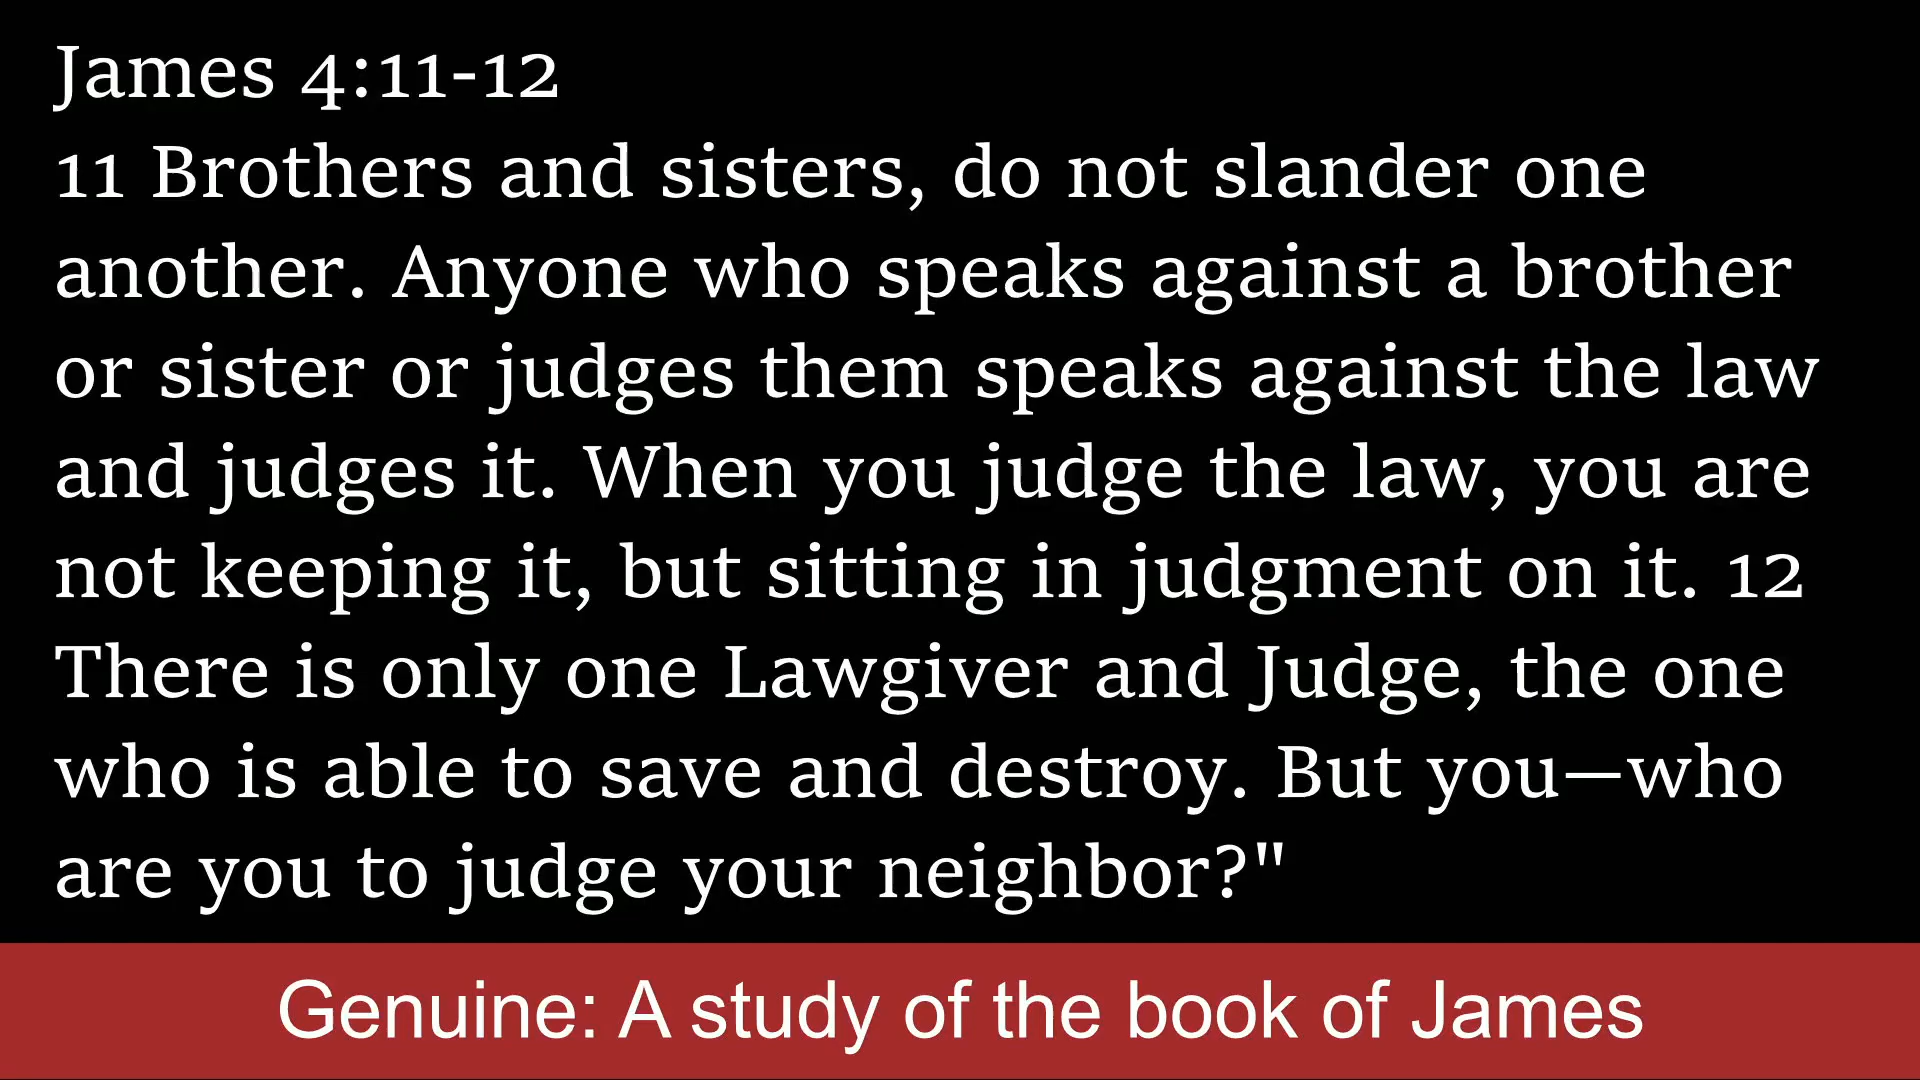 James 4:11-12
11 Brothers and sisters, do not slander one
another. Anyone who speaks against a brother
or sister or judges them speaks against the law
and judges it. When you judge the law, you are
not keeping it, but sitting in judgment on it. 12
There is only one Lawgiver and Judge, the one
who is able to save and destroy. But you—who
are you to judge your neighbor?"
Genuine: A study of the book of James